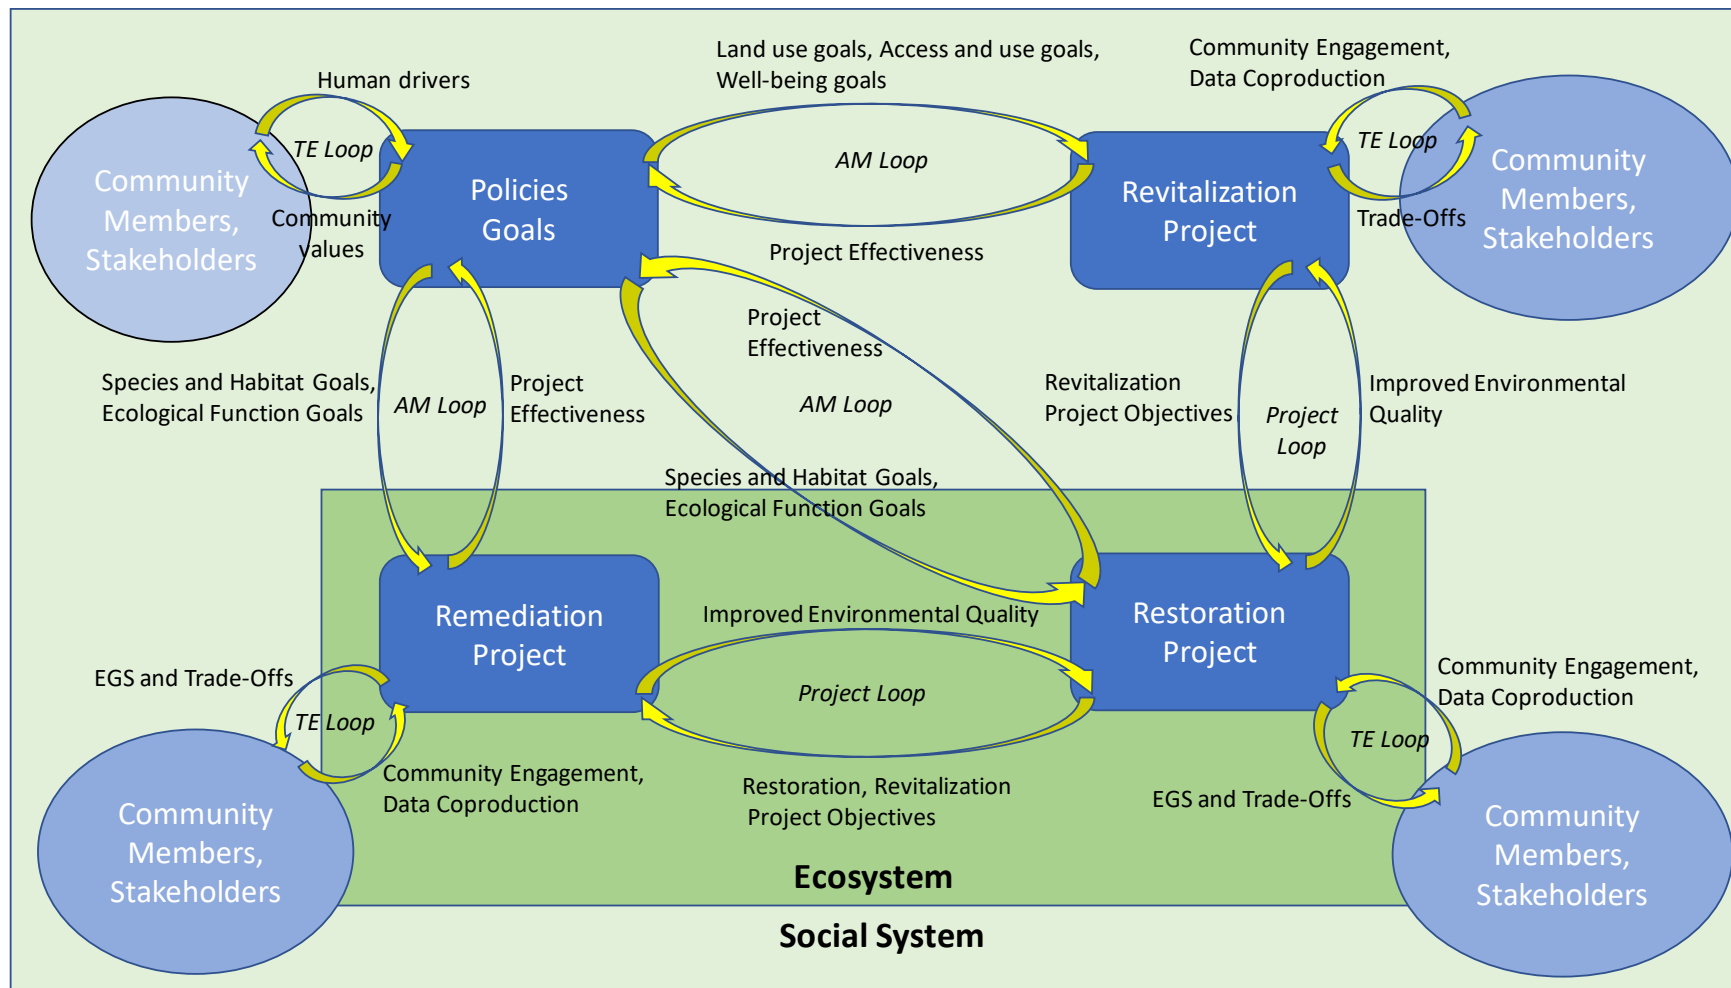 Land use goals, Access and use goals,
Well-being goals
Community Engagement,
Data Coproduction
Human drivers
TE Loop
Community
Members,
Stakeholders
Community
values
Policies
Goals
AM Loop
Project Effectiveness
Revitalization
Project
TE Loop
Trade-Offs
Community
Members,
Stakeholders
Species and Habitat Goals,
Ecological Function Goals
AM Loop
Project
Effectiveness
Project
Effectiveness
AM Loop
Species and Habitat Goals,
Ecological Function Goals
Revitalization
Project Objectives
Project
Loop
Improved Environmental
Quality
Remediation
Project
Improved Environmental Quality
Project Loop
Restoration, Revitalization
Project Objectives
Restoration
Project
EGS and Trade-Offs
TE Loop
Community Engagement,
Data Coproduction
Community
Members,
Stakeholders
Community Engagement,
Data Coproduction
TE Loop
EGS and Trade-Offs
Community
Members,
Stakeholders
Ecosystem
Social System